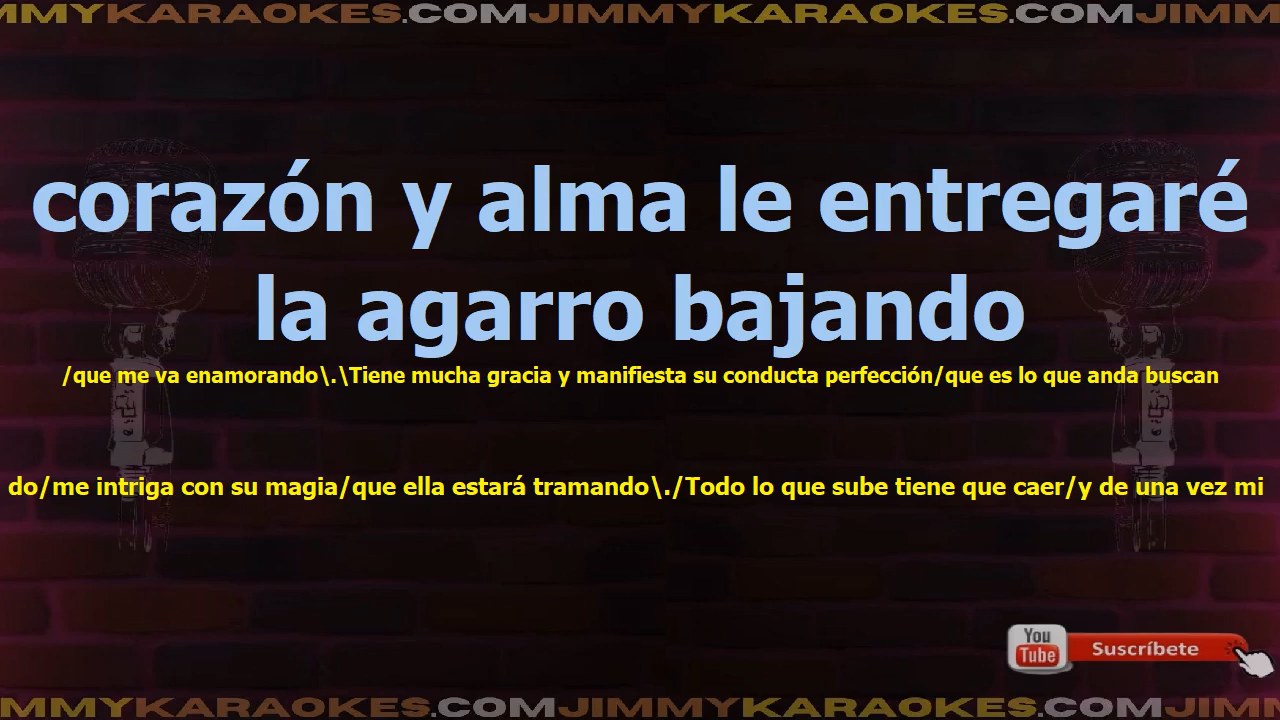 MMYKARAOKES.COMJIMMYKARAOKES.COMJIMM
corazón y alma le entregaré
la agarro bajando
/que me va enamorando\.\Tiene mucha gracia y manifiesta su conducta perfección/que es lo que anda buscan
do/me intriga con su magia/que ella estará tramando\./Todo lo que sube tiene que caer/y de una vez mi
You
Tube
Suscríbete
MMYKARAOKES.COMJIMMYKARAOKES.COMJIMM